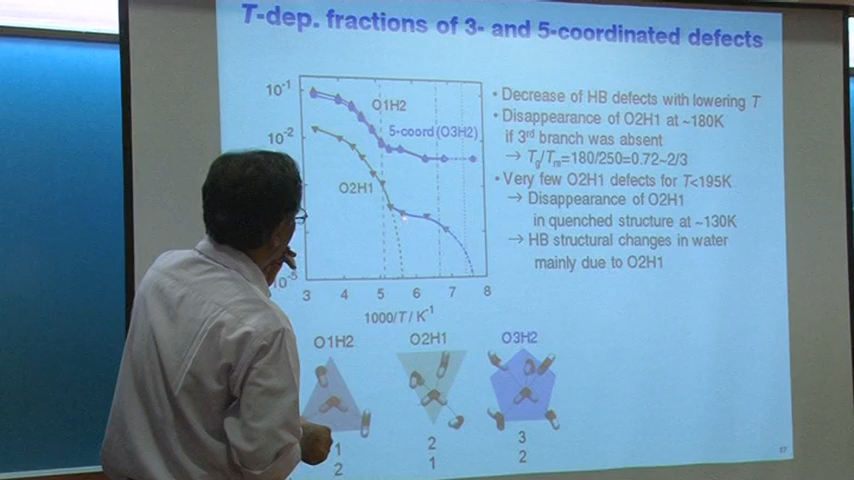 T-dep. fractions of 3- and 5-coordinated defects
10⁻¹
O1H2
5-coord (O3H2)
10⁻²
O2H1
10⁻⁵
3 4 5 6 7 8
1000/T / K⁻¹
• Decrease of HB defects with lowering T
• Disappearance of O2H1 at ~180K
if 3rd branch was absent
→ Tg/Tm=180/250=0.72~2/3
• Very few O2H1 defects for T<195K
→ Disappearance of O2H1
in quenched structure at ~130K
→ HB structural changes in water
mainly due to O2H1
O1H2 O2H1 O3H2
1 2 3
2 1 2